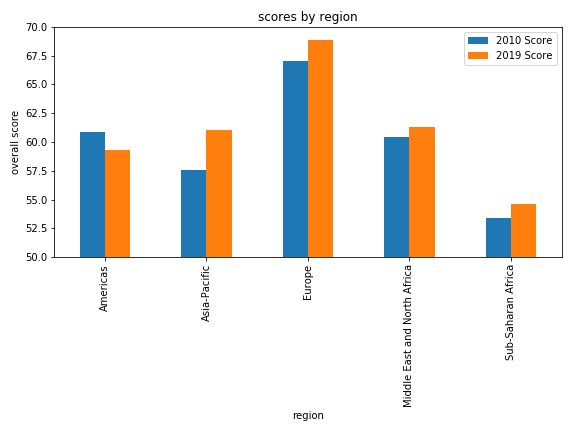 scores by region
2010 Score
2019 Score
overall score
70.0
67.5
65.0
62.5
60.0
57.5
55.0
52.5
50.0
Americas
Asia-Pacific
Europe
Middle East and North Africa
Sub-Saharan Africa
region